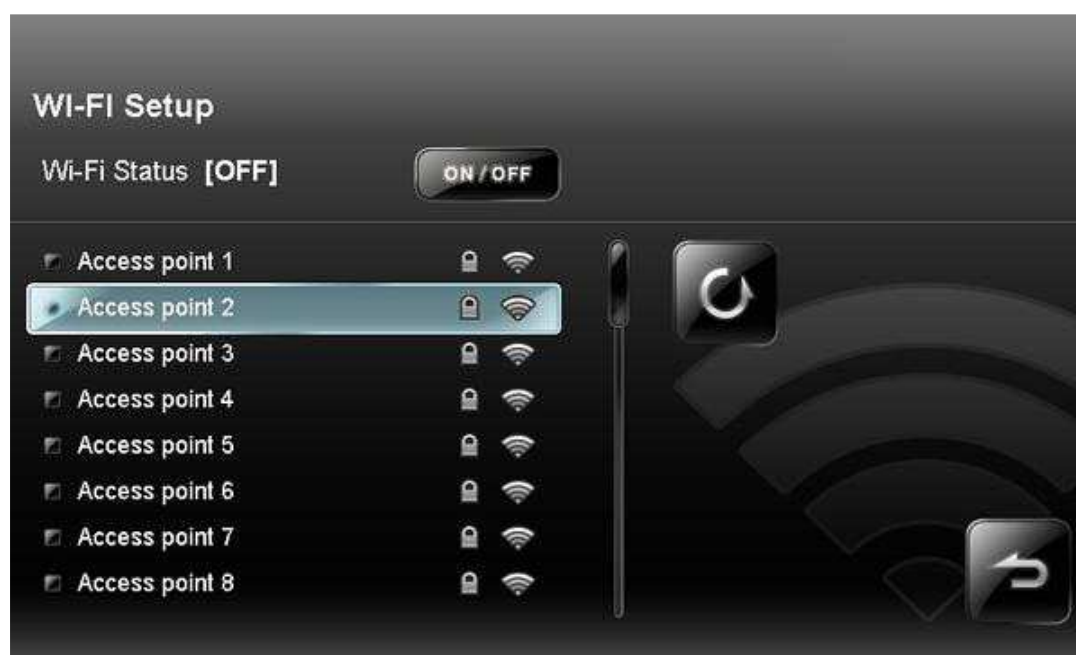 WI-FI Setup
Wi-Fi Status [OFF] ON/OFF
Access point 1
Access point 2
Access point 3
Access point 4
Access point 5
Access point 6
Access point 7
Access point 8